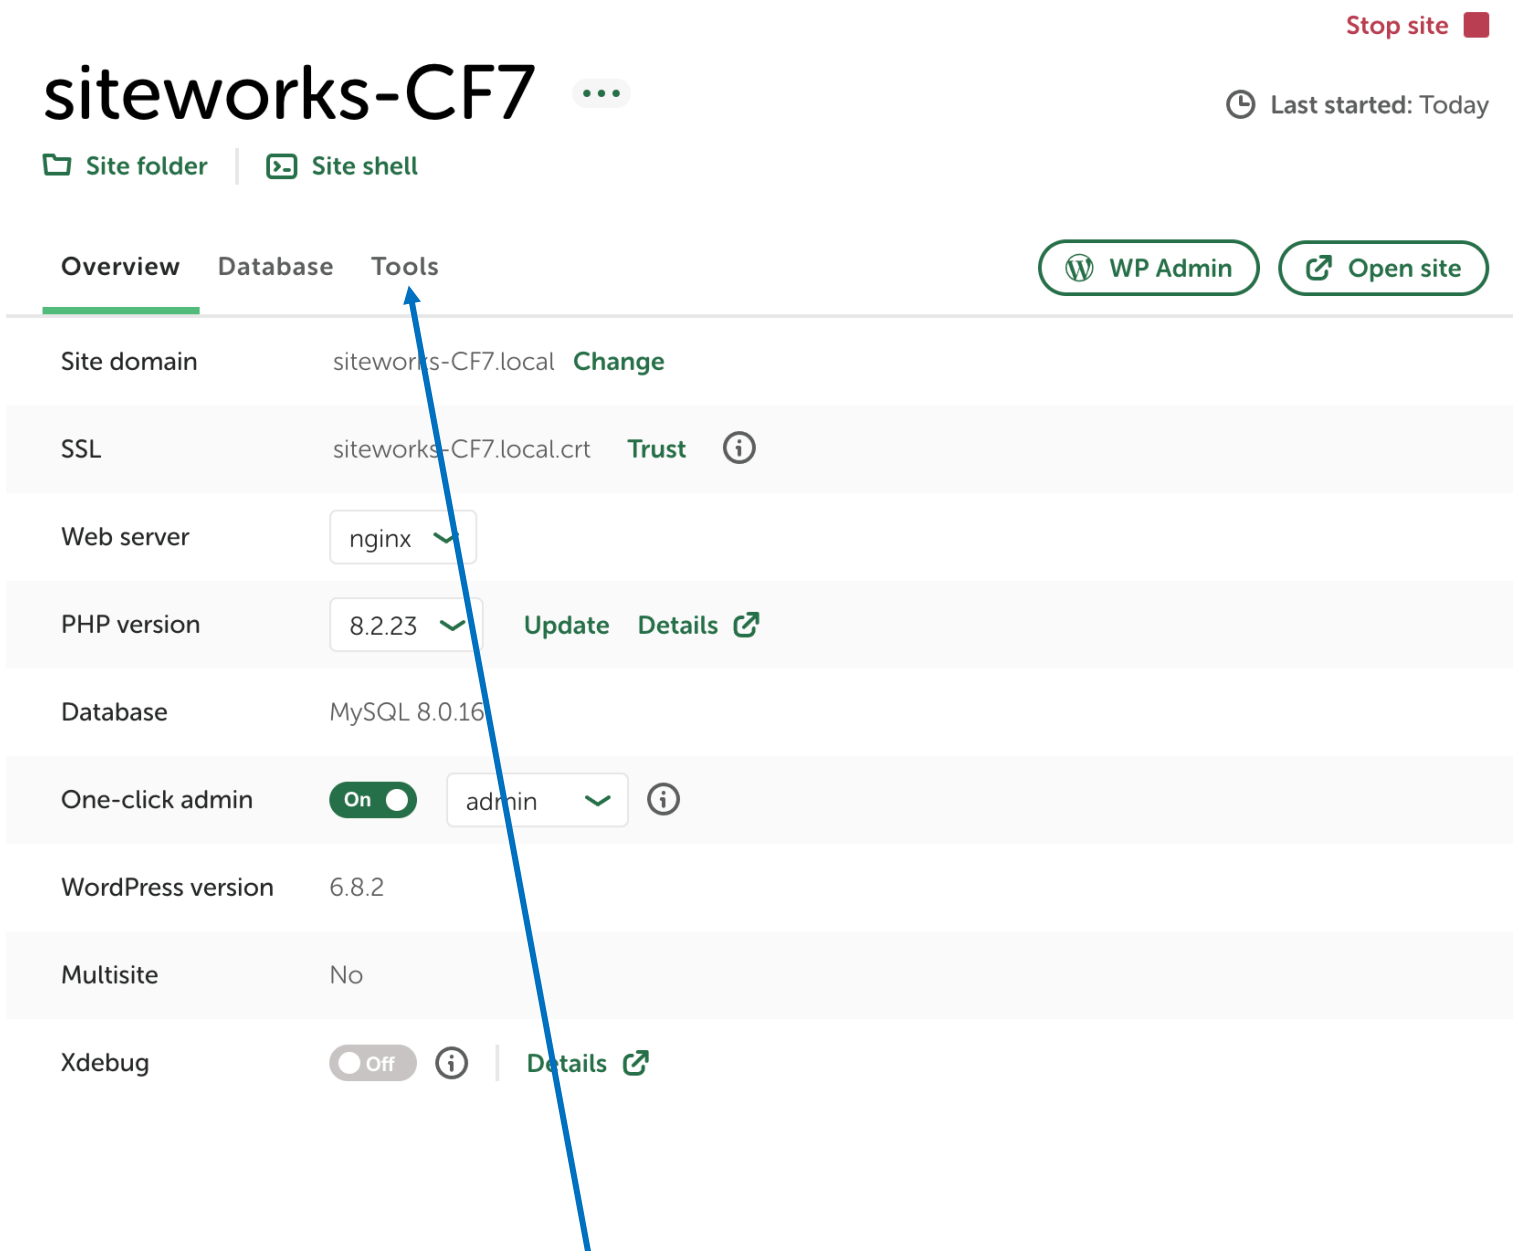 Stop site
siteworks-CF7
Last started: Today
Site folder
Site shell
Overview Database Tools
WP Admin
Open site
Site domain siteworks-CF7.local Change
SSL siteworks-CF7.local.crt Trust
Web server nginx
PHP version 8.2.23 Update Details
Database MySQL 8.0.16
One-click admin On admin
WordPress version 6.8.2
Multisite No
Xdebug Off Details